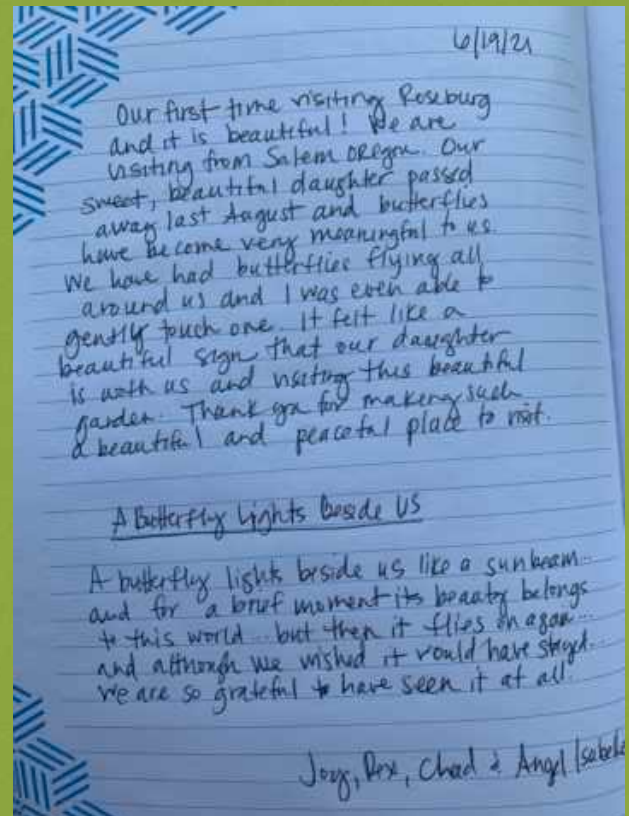 6/19/21
Our first time visiting Roseburg
and it is beautiful! We are
visiting from Salem Oregon. Our
sweet, beautiful daughter passed
away last August and butterflies
have become very meaningful to us.
We have had butterflies flying all
around us and I was even able to
gently touch one. It felt like a
beautiful sign that our daughter
is with us and visiting this beautiful
garden. Thank you for making such
a beautiful and peaceful place to visit.
A Butterfly Lights Beside US
A butterfly lights beside us like a sunbeam...
and for a brief moment its beauty belongs
to this world... but then it flies on again...
and although we wished it would have stayed...
we are so grateful to have seen it at all.
Joy, Rex, Chad & Angel Isabella